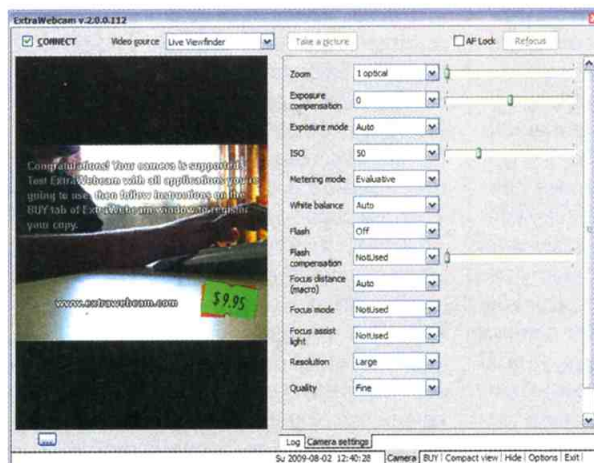 ExtraWebcam v.2.0.0.112
CONNECT Video source Live Viewfinder Take a picture AF Lock Refocus
Congratulations! Your camera is supported.
Test ExtraWebcam with all applications you're
going to use, then follow instructions on the
BUY tab of ExtraWebcam window to register
your copy.
www.extrawebcam.com
$9.95
Zoom 1 optical
Exposure
compensation 0
Exposure mode Auto
ISO 50
Metering mode Evaluative
White balance Auto
Flash Off
Flash
compensation NotUsed
Focus distance
(macro) Auto
Focus mode NotUsed
Focus assist
light NotUsed
Resolution Large
Quality Fine
...
Log Camera settings
Su 2009-08-02 12:40:28 Camera BUY Compact view Hide Options Exit